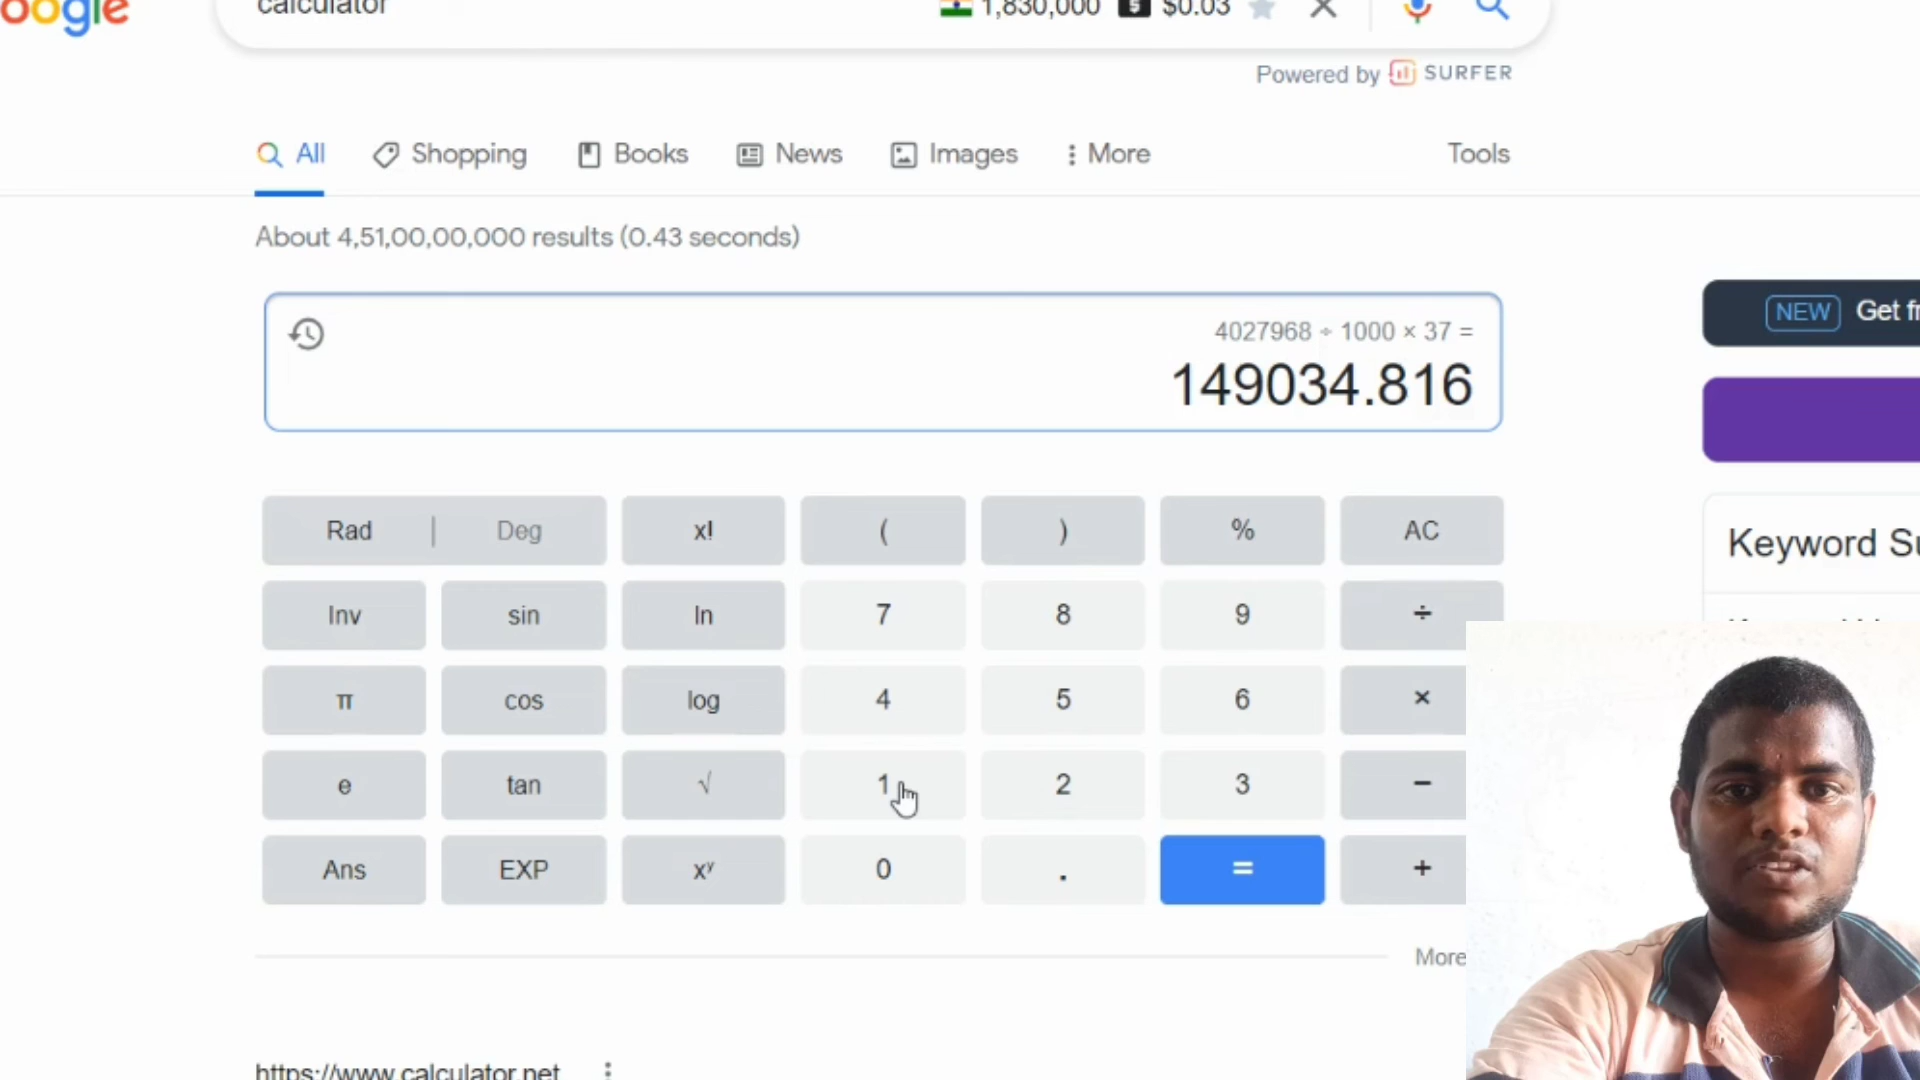 oogle
calculator 1,830,000 $ $0.03
Powered by SURFER
All Shopping Books News Images More Tools
About 4,51,00,00,000 results (0.43 seconds)
NEW Get fr
4027968 ÷ 1000 × 37 =
149034.816
Rad | Deg x! ( ) % AC
Keyword Su
Inv sin ln 7 8 9 ÷
π cos log 4 5 6 ×
e tan √ 1 2 3 −
Ans EXP xʸ 0 . = +
More
https://www.calculator.net